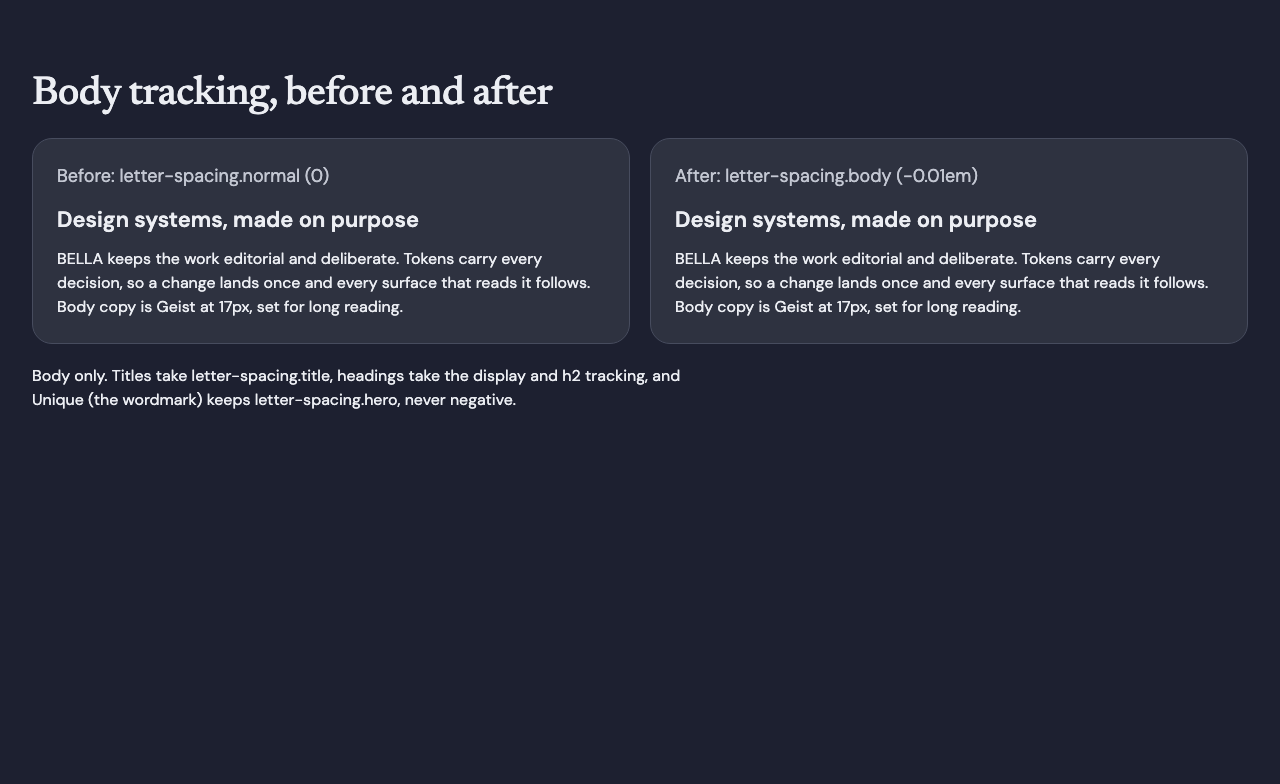 Body tracking, before and after
Before: letter-spacing.normal (0)
Design systems, made on purpose
BELLA keeps the work editorial and deliberate. Tokens carry every
decision, so a change lands once and every surface that reads it follows.
Body copy is Geist at 17px, set for long reading.
After: letter-spacing.body (-0.01em)
Design systems, made on purpose
BELLA keeps the work editorial and deliberate. Tokens carry every
decision, so a change lands once and every surface that reads it follows.
Body copy is Geist at 17px, set for long reading.
Body only. Titles take letter-spacing.title, headings take the display and h2 tracking, and
Unique (the wordmark) keeps letter-spacing.hero, never negative.